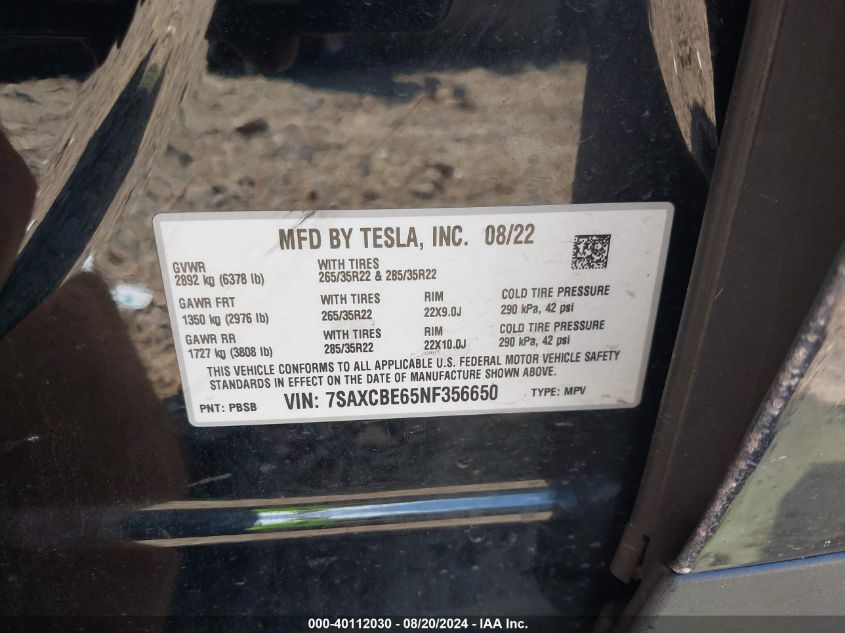 MFD BY TESLA, INC. 08/22
GVWR
2892 kg (6378 lb)
WITH TIRES
265/35R22 & 285/35R22
GAWR FRT
1350 kg (2976 lb)
WITH TIRES
265/35R22
RIM
22X9.0J
COLD TIRE PRESSURE
290 kPa, 42 psi
GAWR RR
1727 kg (3808 lb)
WITH TIRES
285/35R22
RIM
22X10.0J
COLD TIRE PRESSURE
290 kPa, 42 psi
THIS VEHICLE CONFORMS TO ALL APPLICABLE U.S. FEDERAL MOTOR VEHICLE SAFETY
STANDARDS IN EFFECT ON THE DATE OF MANUFACTURE SHOWN ABOVE.
PNT: PBSB VIN: 7SAXCBE65NF356650 TYPE: MPV
000-40112030 - 08/20/2024 - IAA Inc.